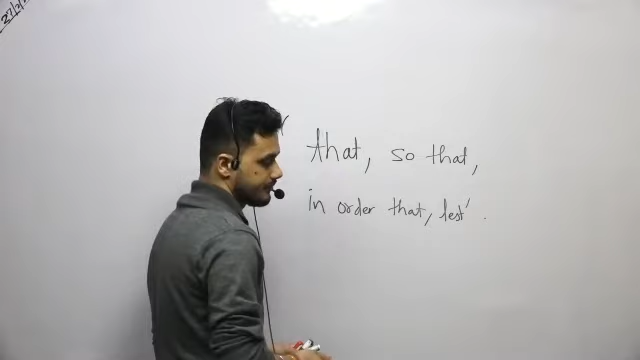 that, so that,
in order that, lest'.